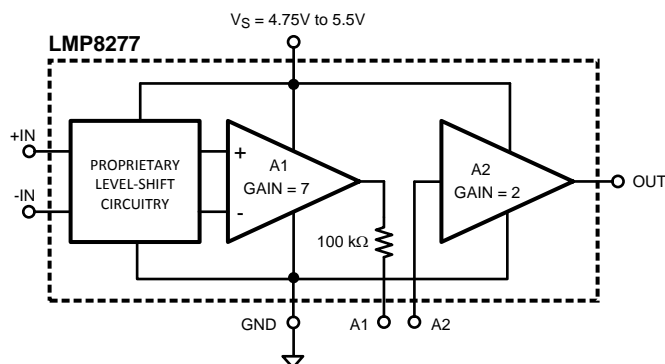 V_S = 4.75V to 5.5V
LMP8277
+IN
-IN
PROPRIETARY
LEVEL-SHIFT
CIRCUITRY
+
-
A1
GAIN = 7
100 kΩ
A2
GAIN = 2
OUT
GND
A1
A2